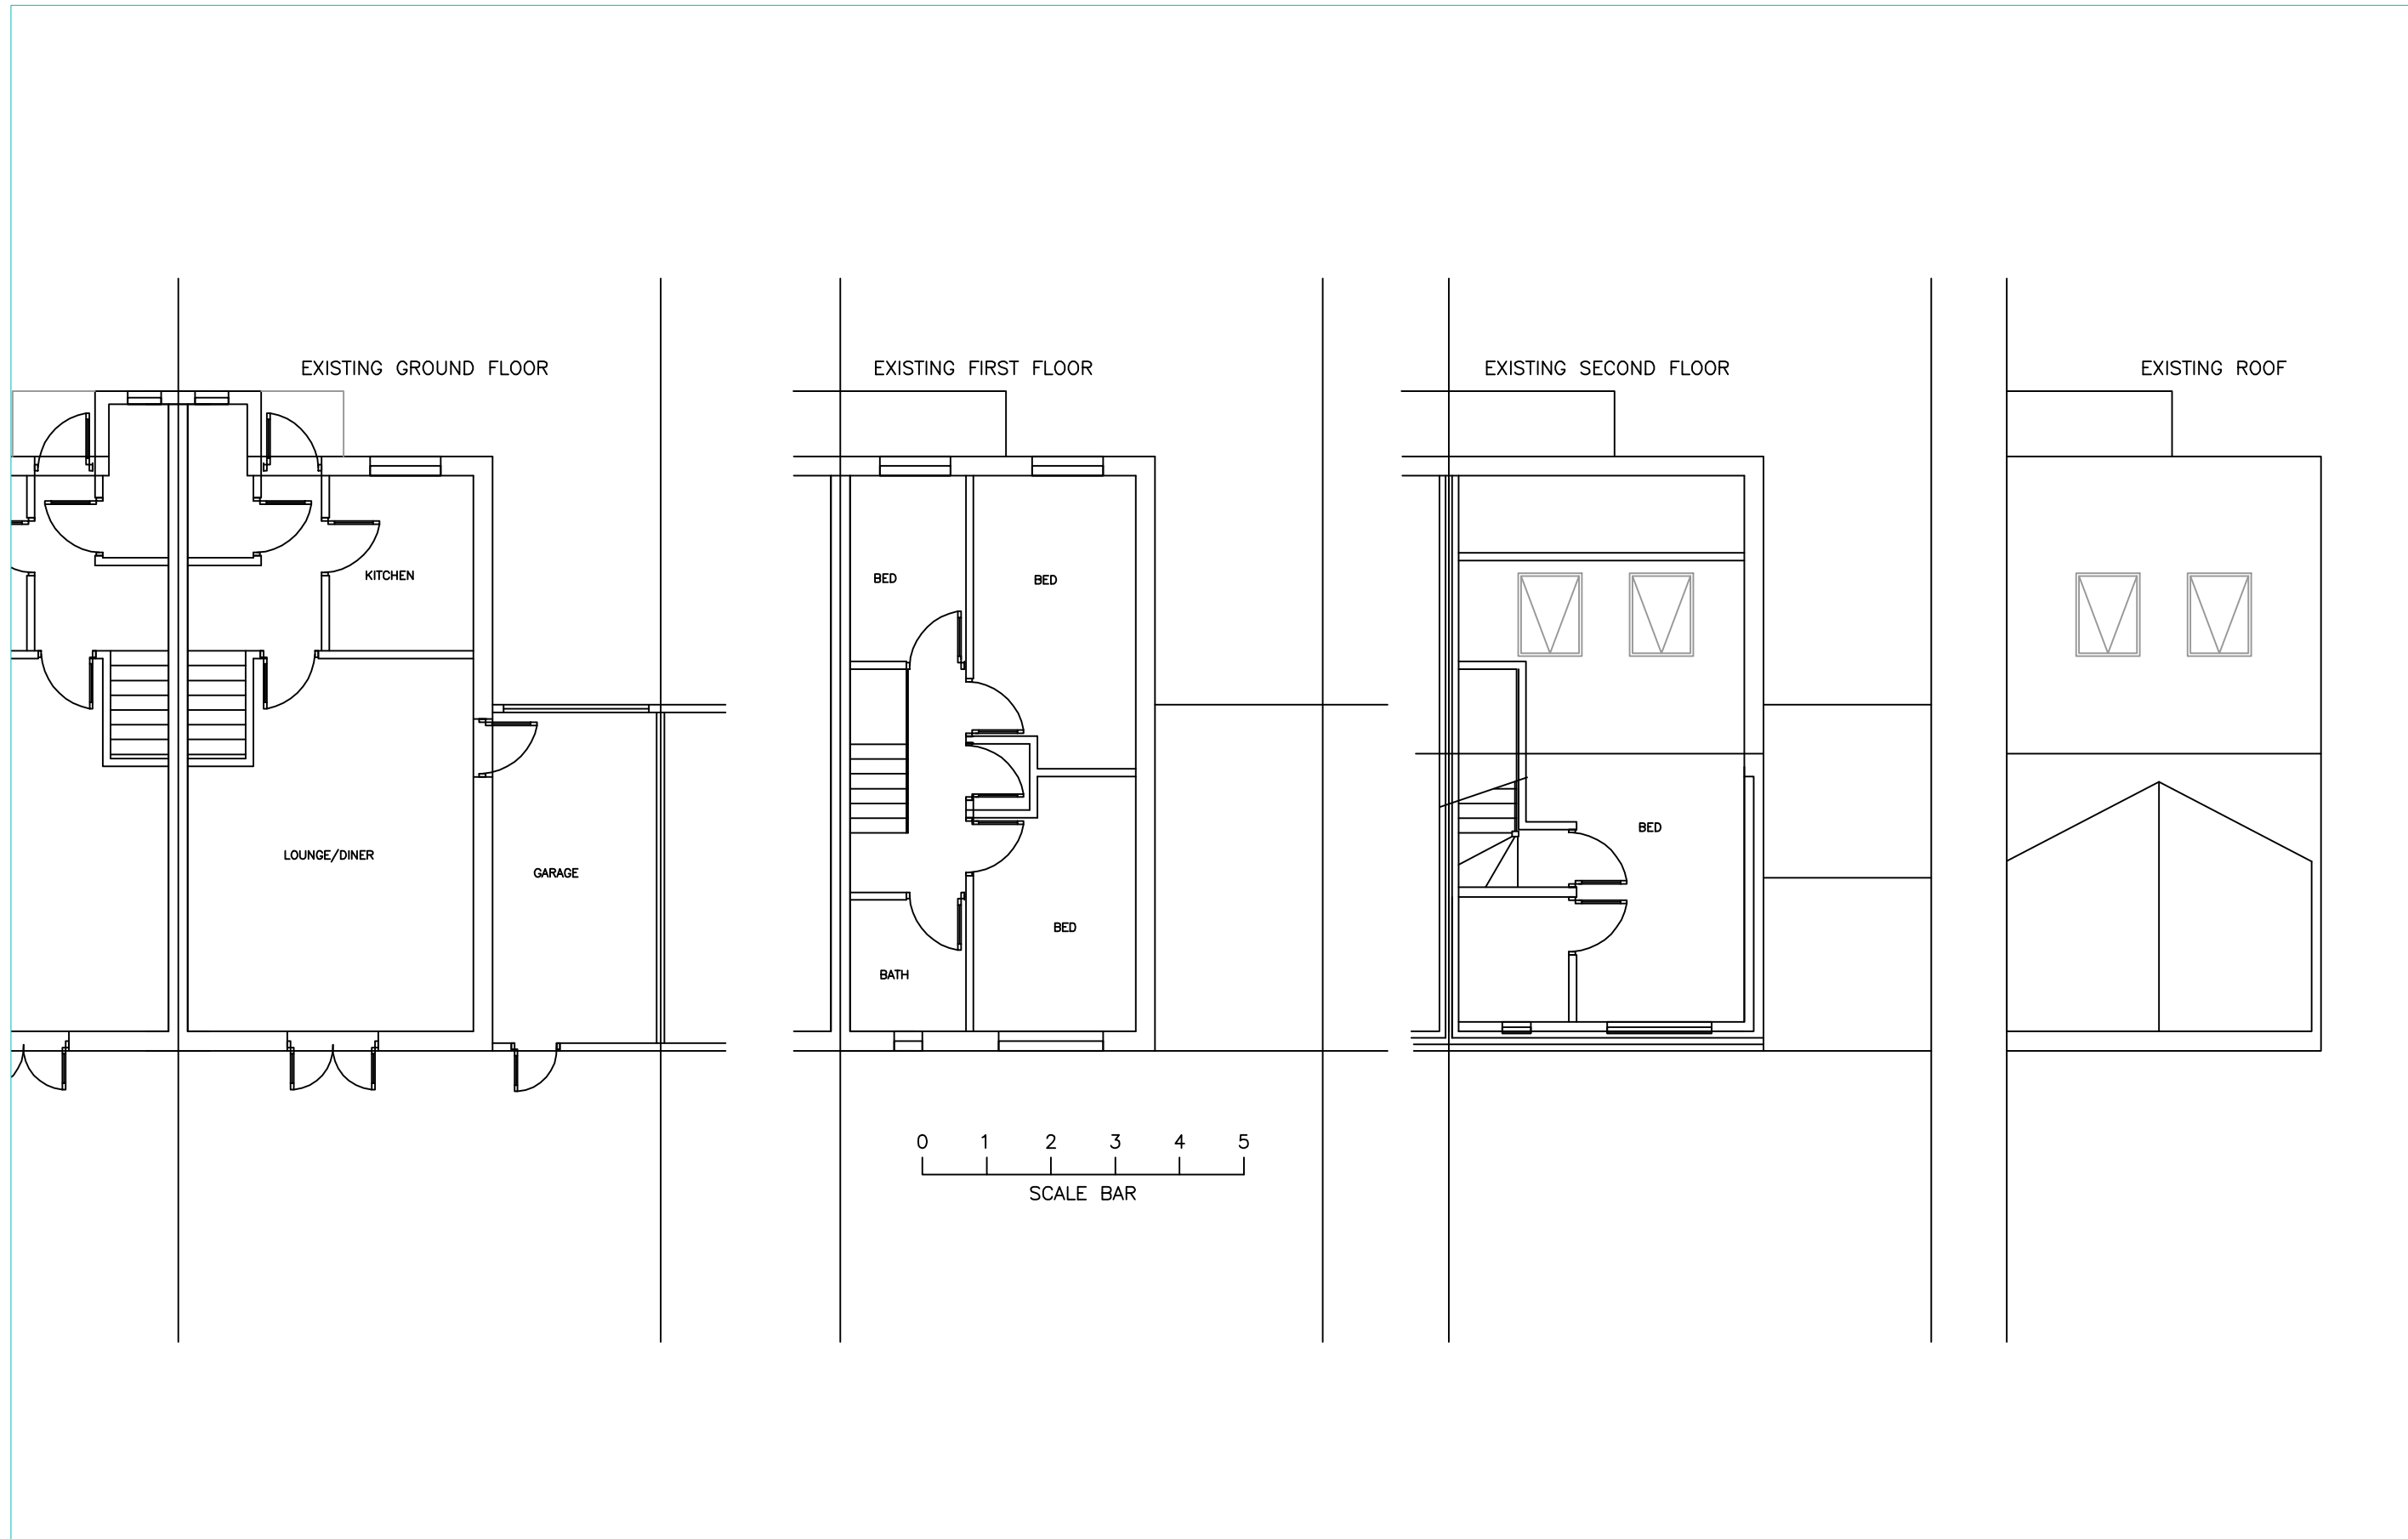 EXISTING GROUND FLOOR
KITCHEN
LOUNGE/DINER
GARAGE
EXISTING FIRST FLOOR
BED
BED
BED
BATH
EXISTING SECOND FLOOR
BED
EXISTING ROOF
0 1 2 3 4 5
SCALE BAR